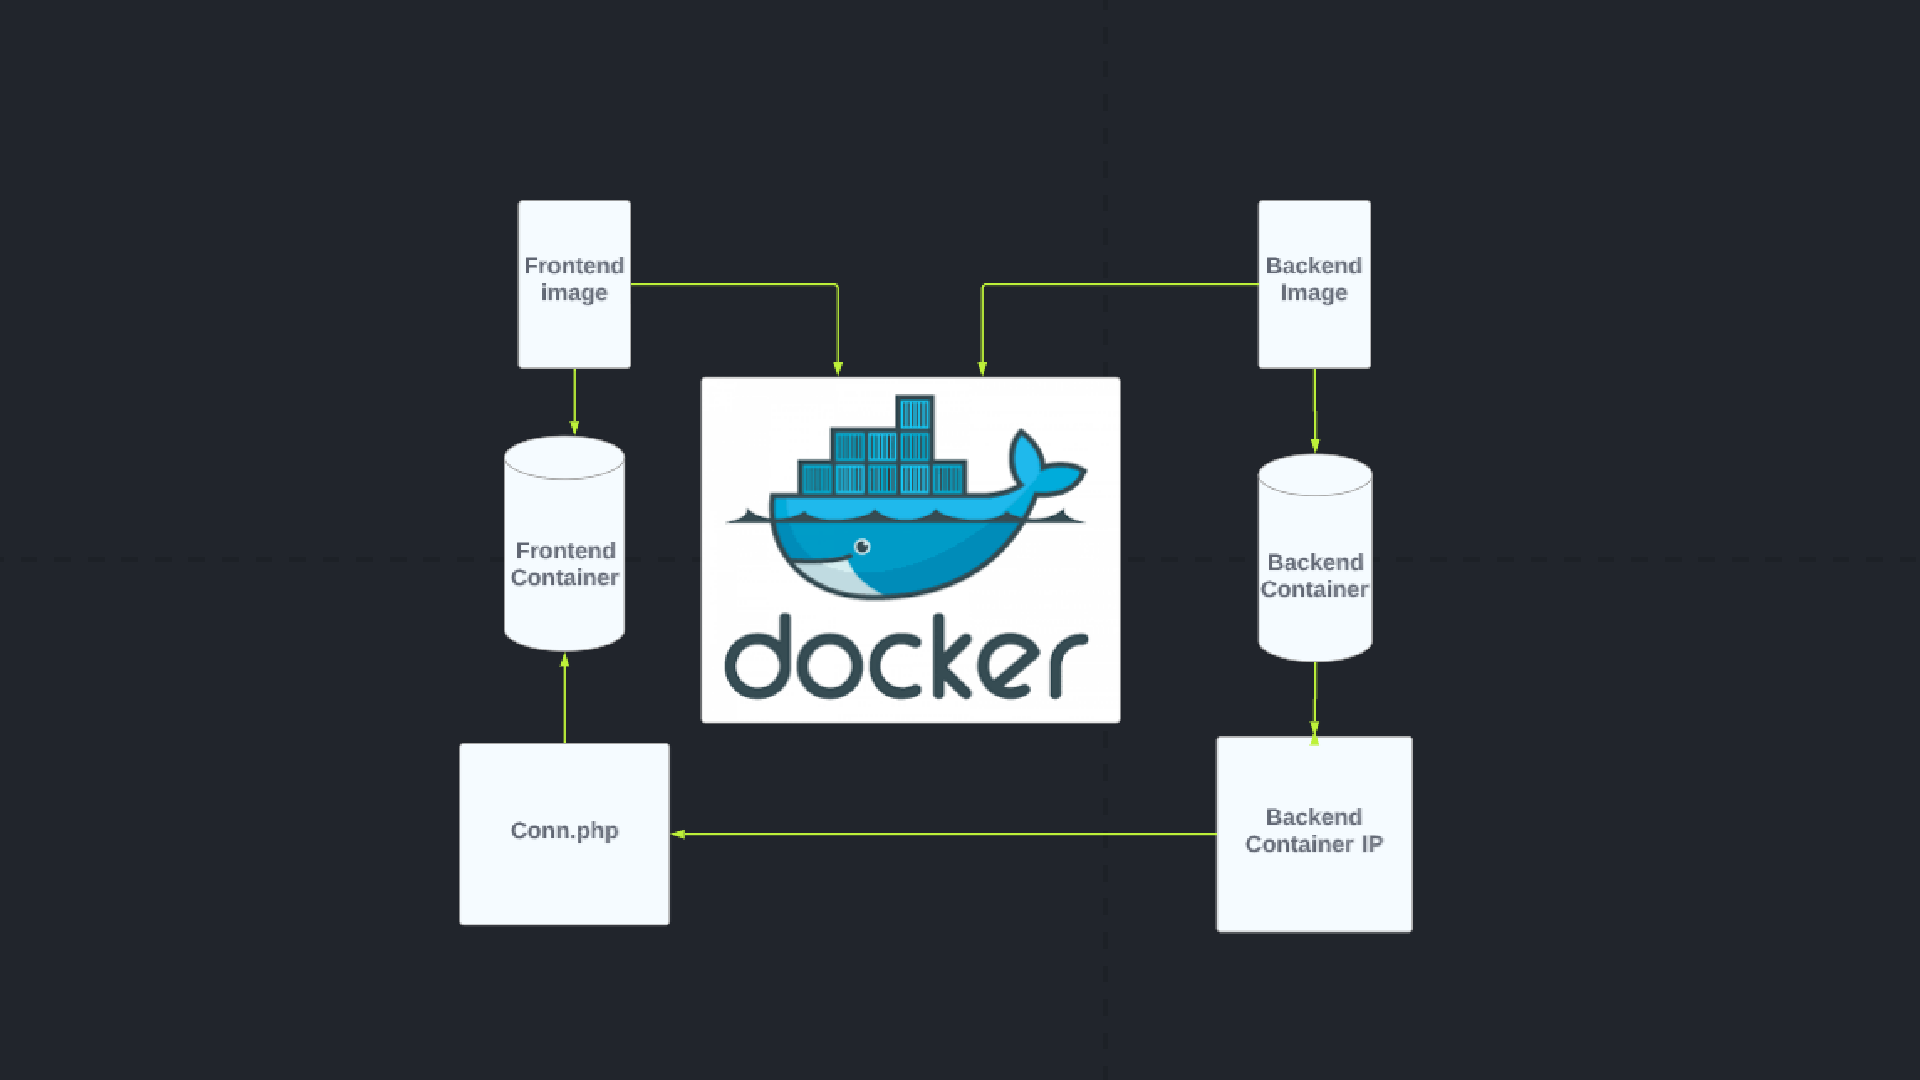 Frontend
image
Backend
Image
Frontend
Container
docker
Backend
Container
Conn.php
Backend
Container IP